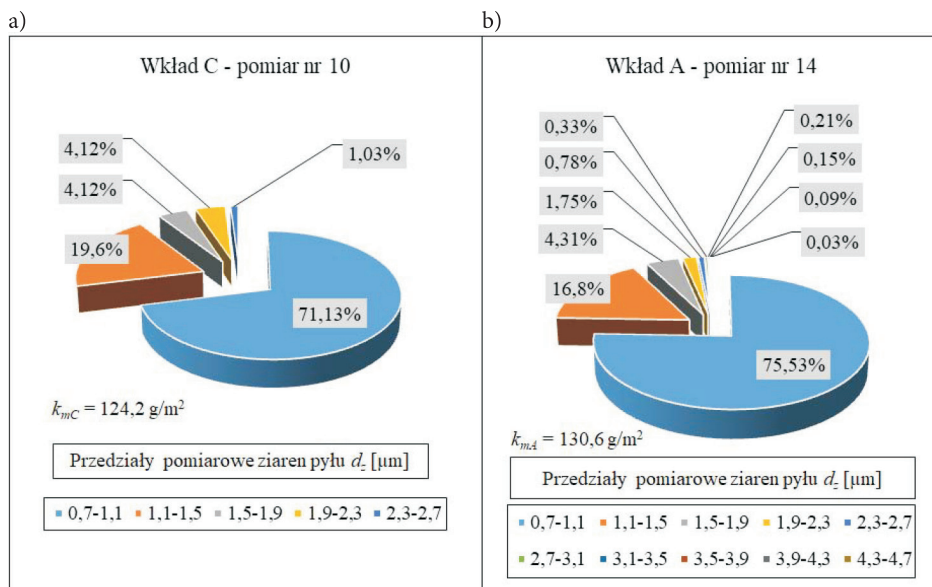 a)
Wkład C - pomiar nr 10
4,12%
1,03%
4,12%
19,6%
71,13%
k_mC = 124,2 g/m²
Przedziały pomiarowe ziaren pyłu d_z [µm]
0,7-1,1 1,1-1,5 1,5-1,9 1,9-2,3 2,3-2,7
b)
Wkład A - pomiar nr 14
0,33%
0,21%
0,78%
0,15%
1,75%
0,09%
4,31%
0,03%
16,8%
75,53%
k_mA = 130,6 g/m²
Przedziały pomiarowe ziaren pyłu d_z [µm]
0,7-1,1 1,1-1,5 1,5-1,9 1,9-2,3 2,3-2,7
2,7-3,1 3,1-3,5 3,5-3,9 3,9-4,3 4,3-4,7